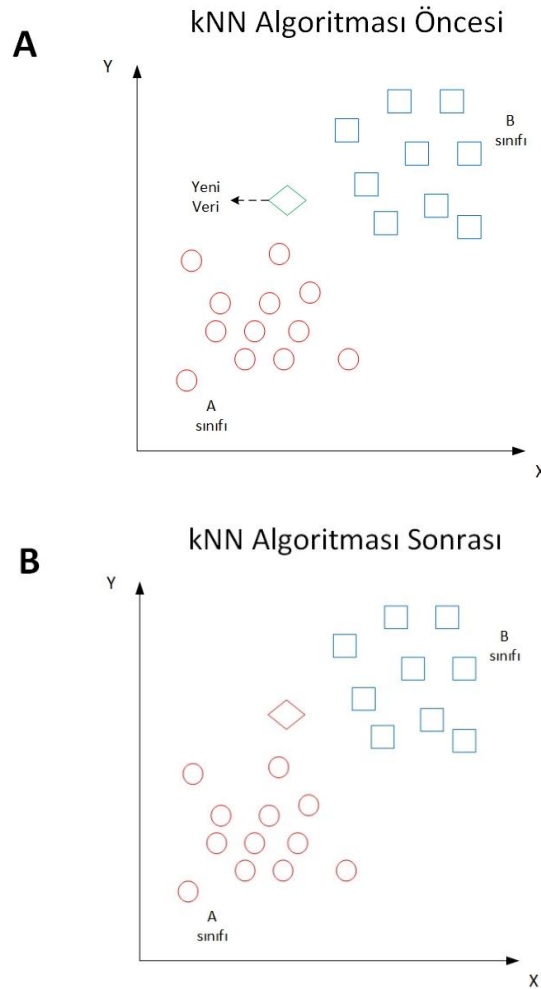 kNN Algoritması Öncesi
A
Y
B
sınıfı
Yeni
Veri
A
sınıfı
X
kNN Algoritması Sonrası
B
Y
B
sınıfı
A
sınıfı
X